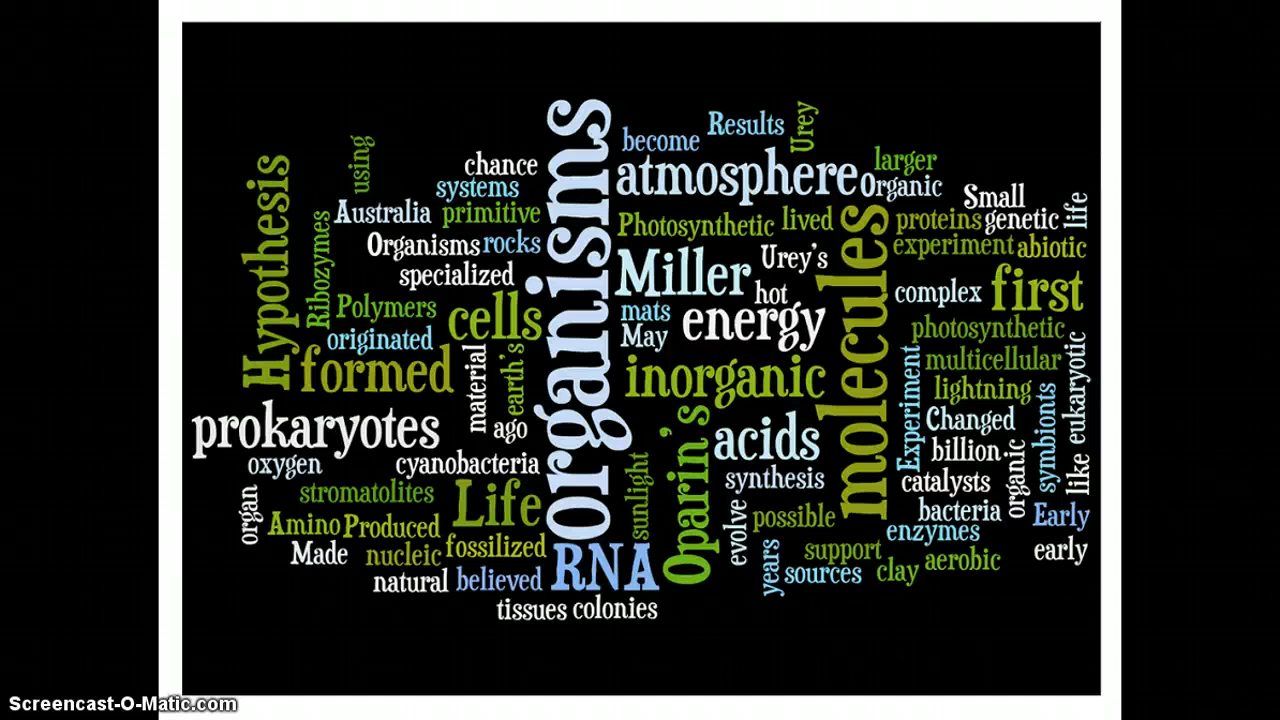 using
Hypothesis
chance
systems
Australia
primitive
Ribozymes
Organisms
rocks
specialized
Polymers
cells
originated
formed
material
earth's
prokaryotes
ago
oxygen
cyanobacteria
stromatolites
Life
organ
Amino
Produced
Made
nucleic
fossilized
natural
believed
organisms
RNA
tissues
colonies
become
Results
Urey
atmosphere
Organic
larger
Small
life
Photosynthetic
lived
proteins
genetic
experiment
abiotic
Miller
Urey's
hot
molecules
complex
first
mats
energy
May
photosynthetic
multicellular
inorganic
Experiment
lightning
eukaryotic
Changed
symbionts
Oparin's
acids
billion
organic
like
sunlight
synthesis
catalysts
bacteria
Early
evolve
possible
enzymes
early
years
support
sources
clay
aerobic
Screencast-O-Matic.com